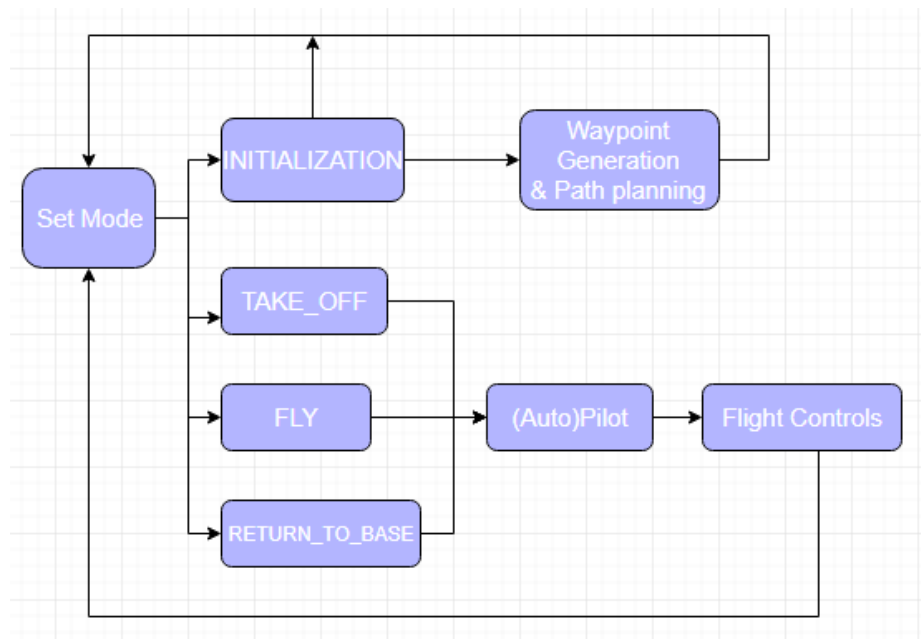 Set Mode
INITIALIZATION
Waypoint
Generation
& Path planning
TAKE_OFF
FLY
(Auto)Pilot
Flight Controls
RETURN_TO_BASE